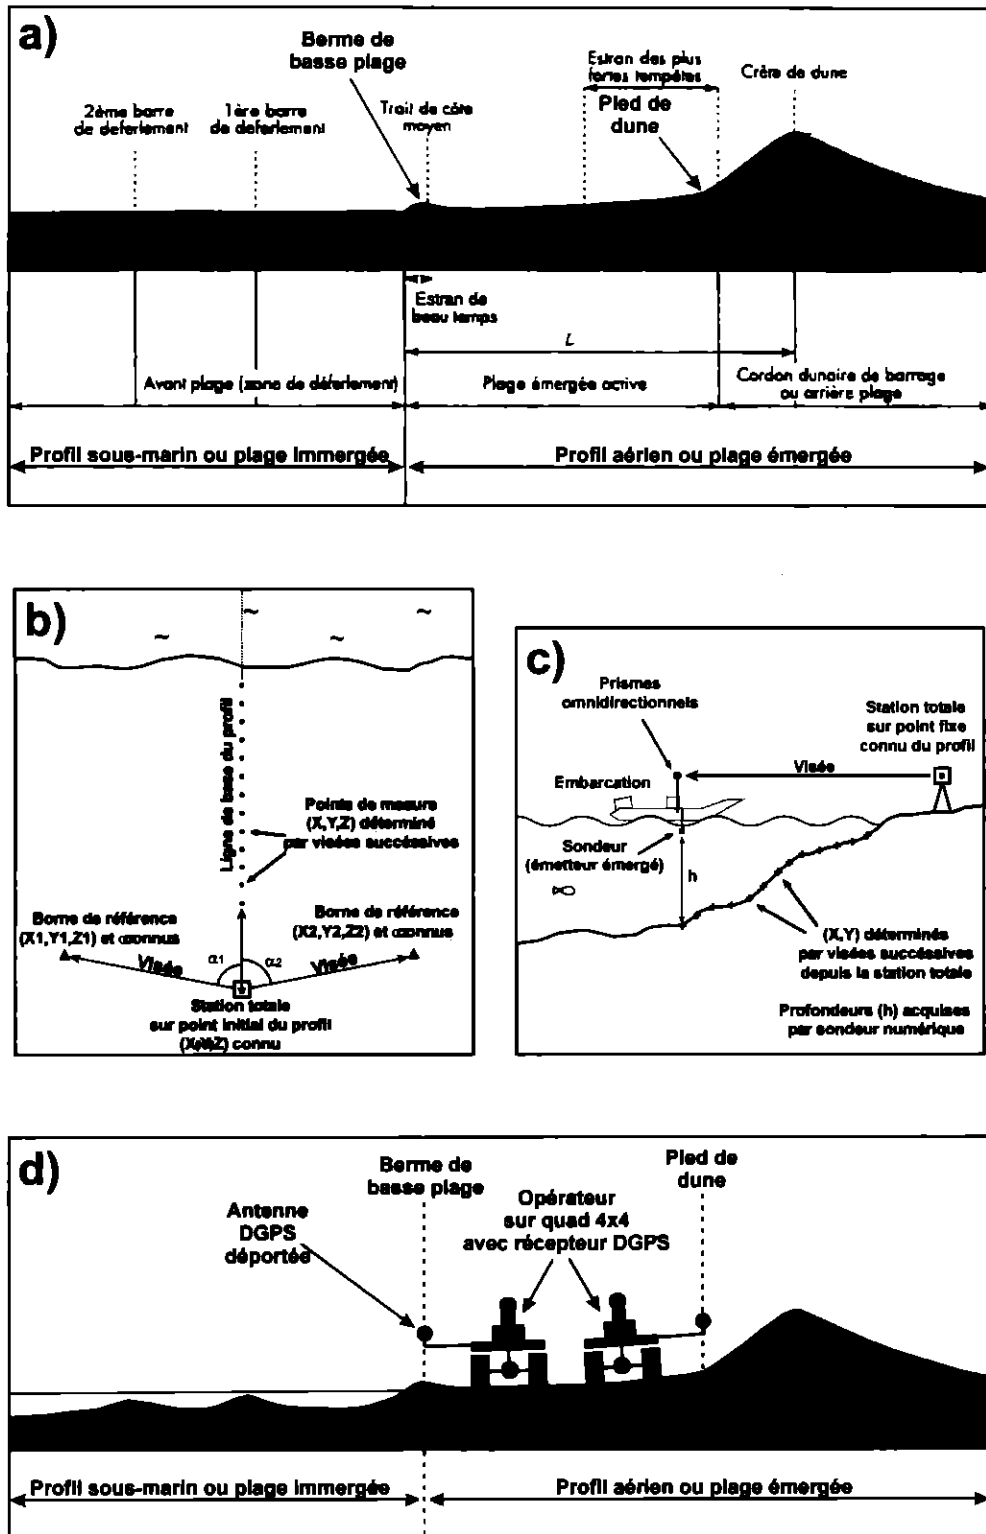 a)
Berme de
basse plage
Estran des plus
fortes tempêtes
Crète de dune
2ème barre
de deferlement
1ère barre
de deferlement
Trait de côte
moyen
Pied de
dune
Estran de
beau temps
L
Avant plage (zone de déferlement)
Plage émergée active
Cordon dunaire de barrage
ou arrière plage
Profil sous-marin ou plage immergée
Profil aérien ou plage émergée
b)
~
~
~
~
Ligne de base du profil
Points de mesure
(X,Y,Z) déterminé
par visées succéssives
Borne de référence
(X1,Y1,Z1) et connus
Borne de référence
(X2,Y2,Z2) et connus
α1
α2
Visée
Visée
Station totale
sur point initial du profil
connu
c)
Prismes
omnidirectionnels
Station totale
sur point fixe
connu du profil
Visée
Embarcation
Sondeur
(émetteur émergé)
h
(X,Y) déterminés
par visées succéssives
depuis la station totale
Profondeurs (h) acquises
par sondeur numérique
d)
Berme de
basse plage
Pied de
dune
Antenne
DGPS
déportée
Opérateur
sur quad 4x4
avec récepteur DGPS
Profil sous-marin ou plage immergée
Profil aérien ou plage émergée